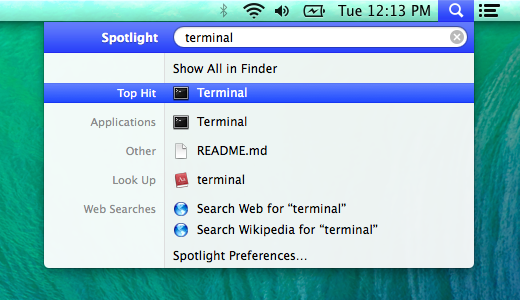 Tue 12:13 PM
Spotlight terminal
Show All in Finder
Top Hit Terminal
Applications Terminal
Other README.md
Look Up terminal
Web Searches Search Web for “terminal”
Search Wikipedia for “terminal”
Spotlight Preferences…